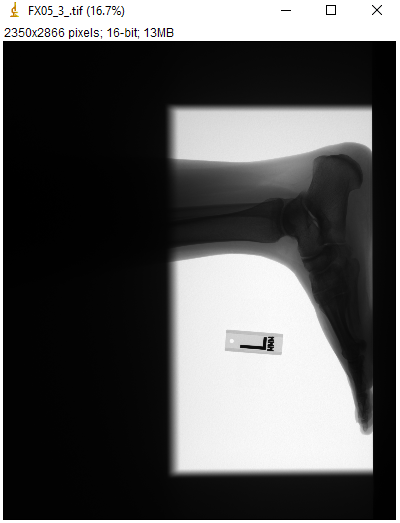 FX05_3_.tif (16.7%)
2350x2866 pixels; 16-bit; 13MB
L